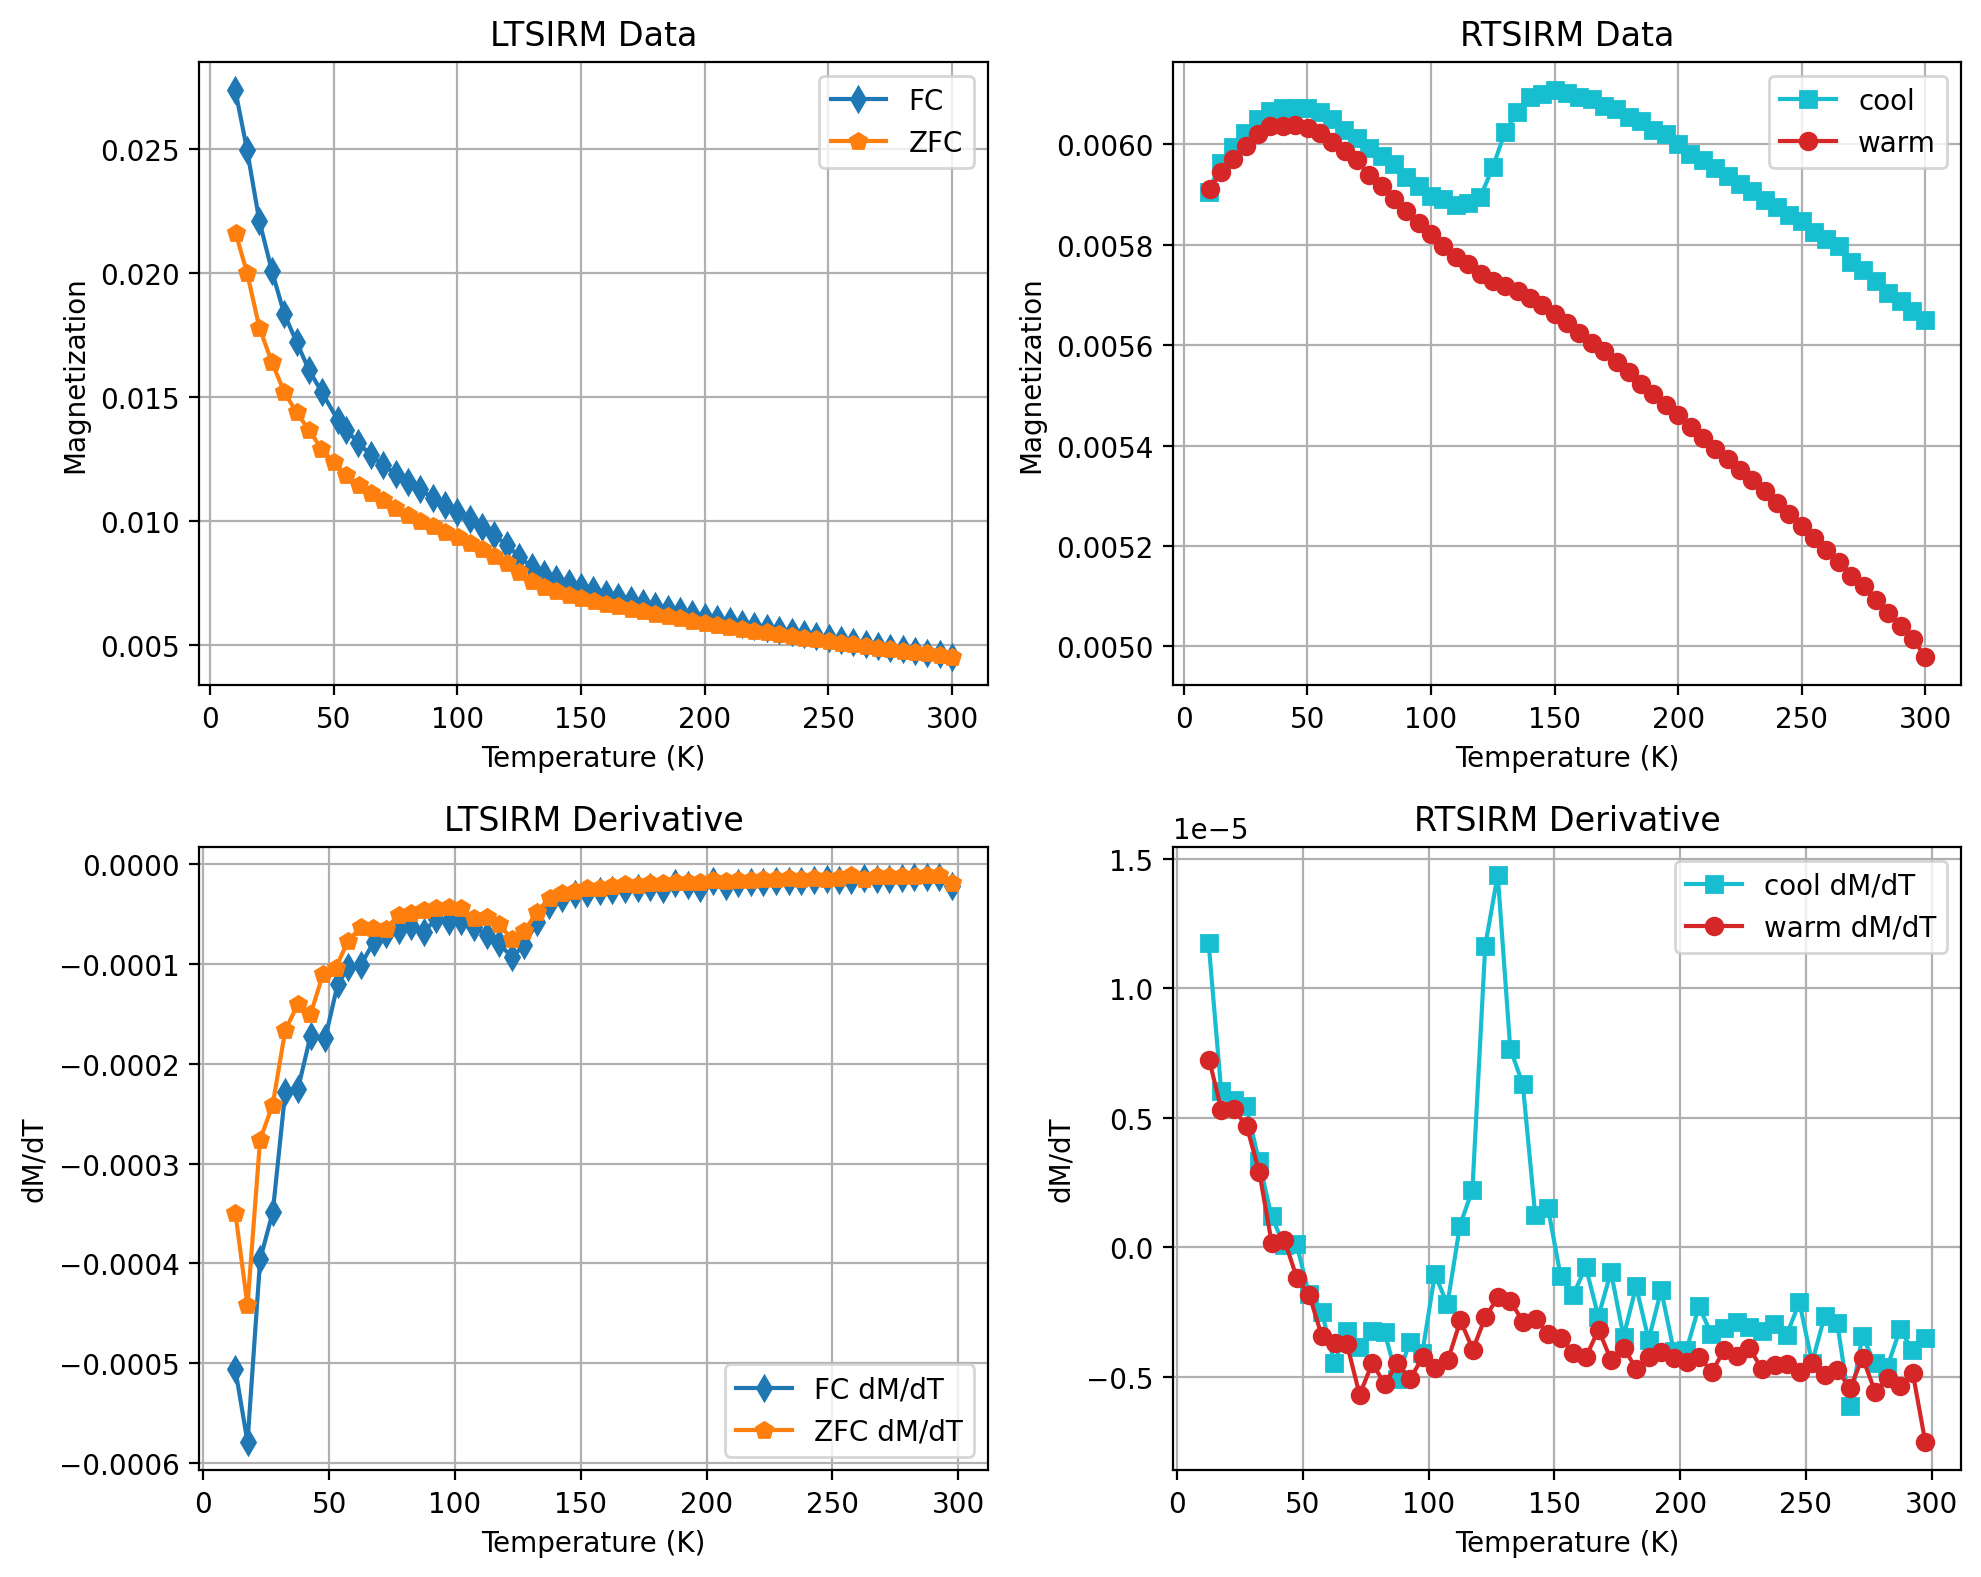 LTSIRM Data
FC
ZFC
0.025
0.020
0.015
0.010
0.005
Magnetization
0 50 100 150 200 250 300
Temperature (K)
RTSIRM Data
cool
warm
0.0060
0.0058
0.0056
0.0054
0.0052
0.0050
Magnetization
0 50 100 150 200 250 300
Temperature (K)
LTSIRM Derivative
0.0000
−0.0001
−0.0002
−0.0003
−0.0004
−0.0005
−0.0006
dM/dT
FC dM/dT
ZFC dM/dT
0 50 100 150 200 250 300
Temperature (K)
RTSIRM Derivative
1e−5
cool dM/dT
warm dM/dT
1.5
1.0
0.5
0.0
−0.5
dM/dT
0 50 100 150 200 250 300
Temperature (K)